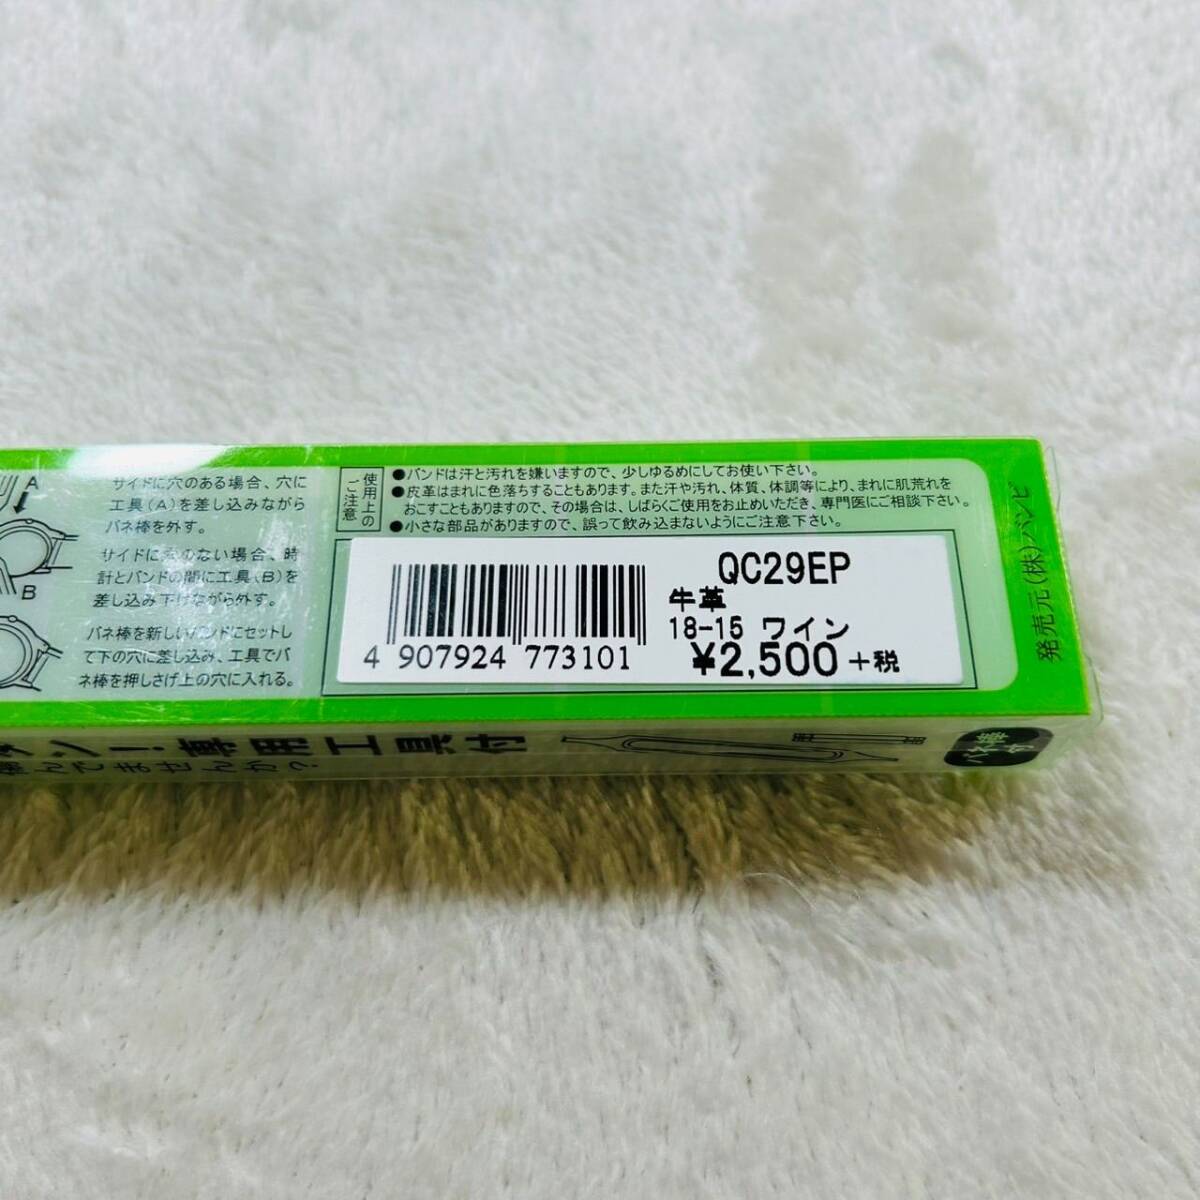 A
サイドに穴のある場合、穴に
工具(A)を差し込みながら
バネ棒を外す。
サイドに穴のない場合、時
計とバンドの間に工具(B)を
差し込み下げながら外す。
B
バネ棒を新しいバンドにセットし
て下の穴に差し込み、工具でバ
ネ棒を押しさげ上の穴に入れる。
使用上の
ご注意
●バンドは汗と汚れを嫌いますので、少しゆるめにしてお使い下さい。
●皮革はまれに色落ちすることもあります。また汗や汚れ、体質、体調等により、まれに肌荒れを
おこすこともありますので、その場合は、しばらくご使用をお止めいただき、専門医にご相談下さい。
●小さな部品がありますので、誤って飲み込まないようにご注意下さい。
QC29EP
牛革
18-15 ワイン
¥2,500+税
4 907924 773101
発売元(株)バンビ
ン!専用工具付
んでませんか?
バネ棒
付